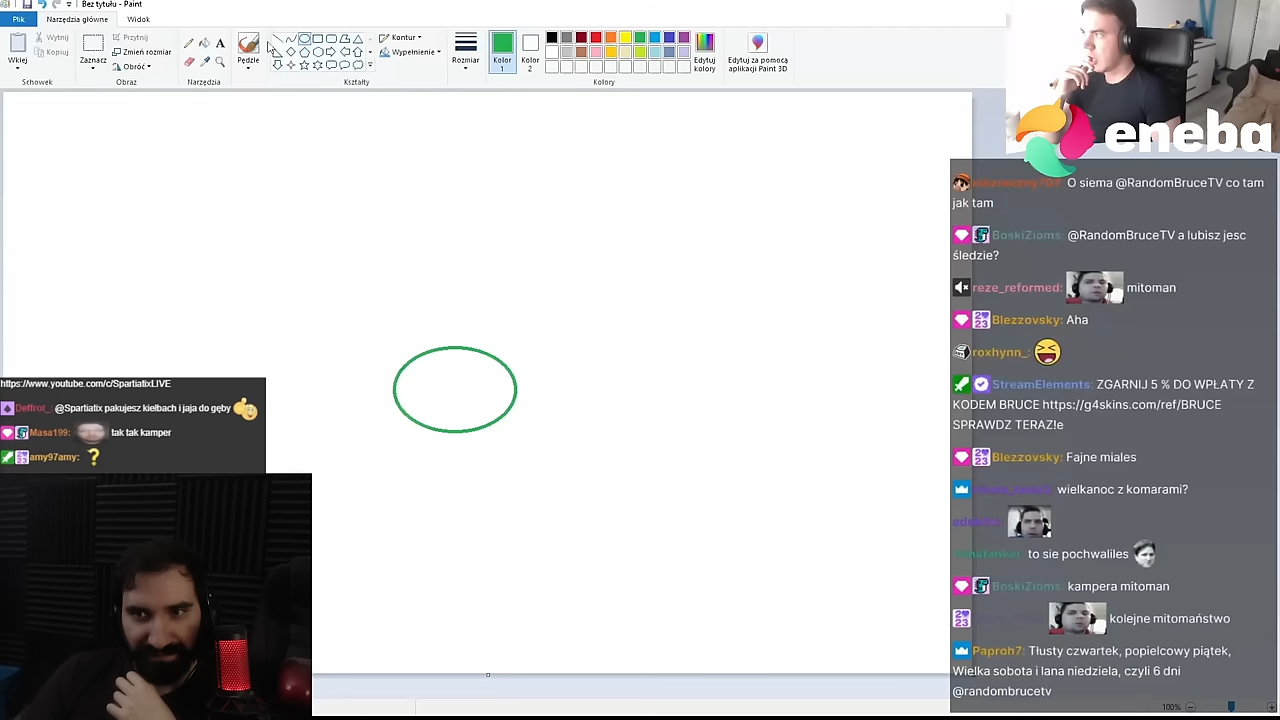 Bez tytułu - Paint
Plik
Narzędzia główne
Widok
Wklej
Wytnij
Kopiuj
Schowek
Zaznacz
Przytnij
Zmień rozmiar
Obróć
Obraz
Narzędzia
A
Pędzle
Kontur
Wypełnienie
Kształty
Rozmiar
Kolor
1
Kolor
2
Edytuj
kolory
Kolory
Edytuj za pomocą
aplikacji Paint 3D
eneba
O siema @RandomBruceTV co tam
jak tam
BoskiZioms: @RandomBruceTV a lubisz jesc
śledzie?
reze_reformed: mitoman
Blezzovsky: Aha
roxhynn_:
StreamElements: ZGARNIJ 5 % DO WPŁATY Z
KODEM BRUCE https://g4skins.com/ref/BRUCE
SPRAWDZ TERAZ!e
Blezzovsky: Fajne miales
wielkanoc z komarami?
to sie pochwaliles
BoskiZioms: kampera mitoman
kolejne mitomaństwo
Paproh7: Tłusty czwartek, popielcowy piątek,
Wielka sobota i lana niedziela, czyli 6 dni
@randombrucetv
https://www.youtube.com/c/SpartiatixLIVE
Deffrot_: @Spartiatix pakujesz kielbach i jaja do gęby
Masa199: tak tak kamper
amy97amy: ?
100%